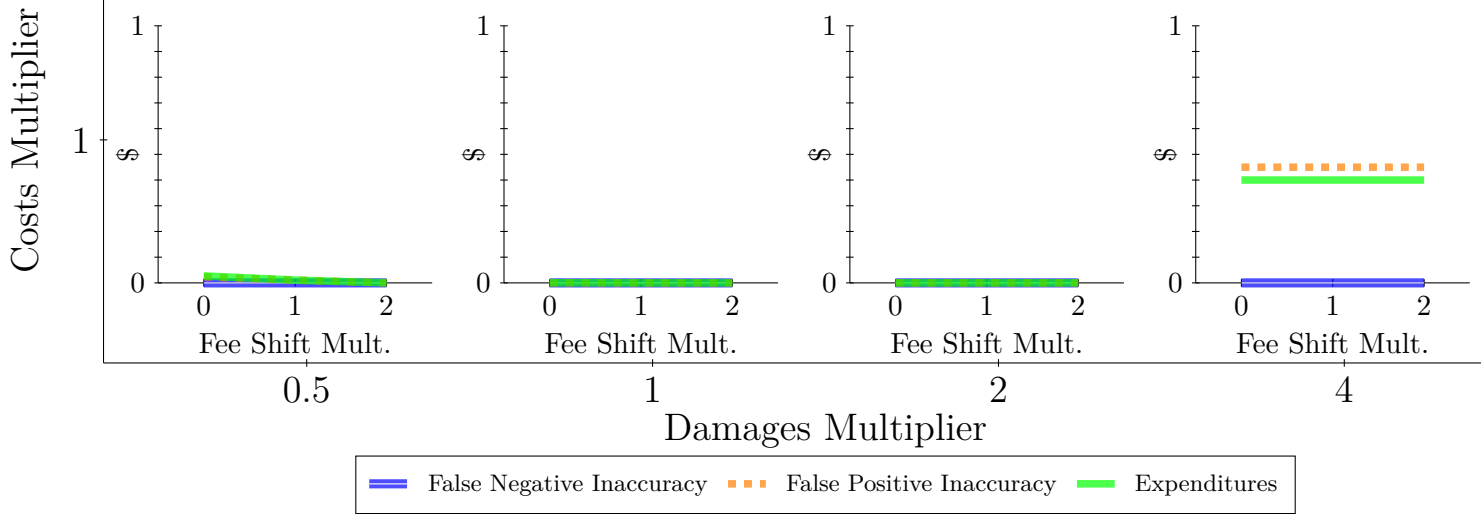 Costs Multiplier
1
1
$
0
0 1 2
Fee Shift Mult.
1
$
0
0 1 2
Fee Shift Mult.
1
$
0
0 1 2
Fee Shift Mult.
1
$
0
0 1 2
Fee Shift Mult.
0.5 1 2 4
Damages Multiplier
False Negative Inaccuracy False Positive Inaccuracy Expenditures